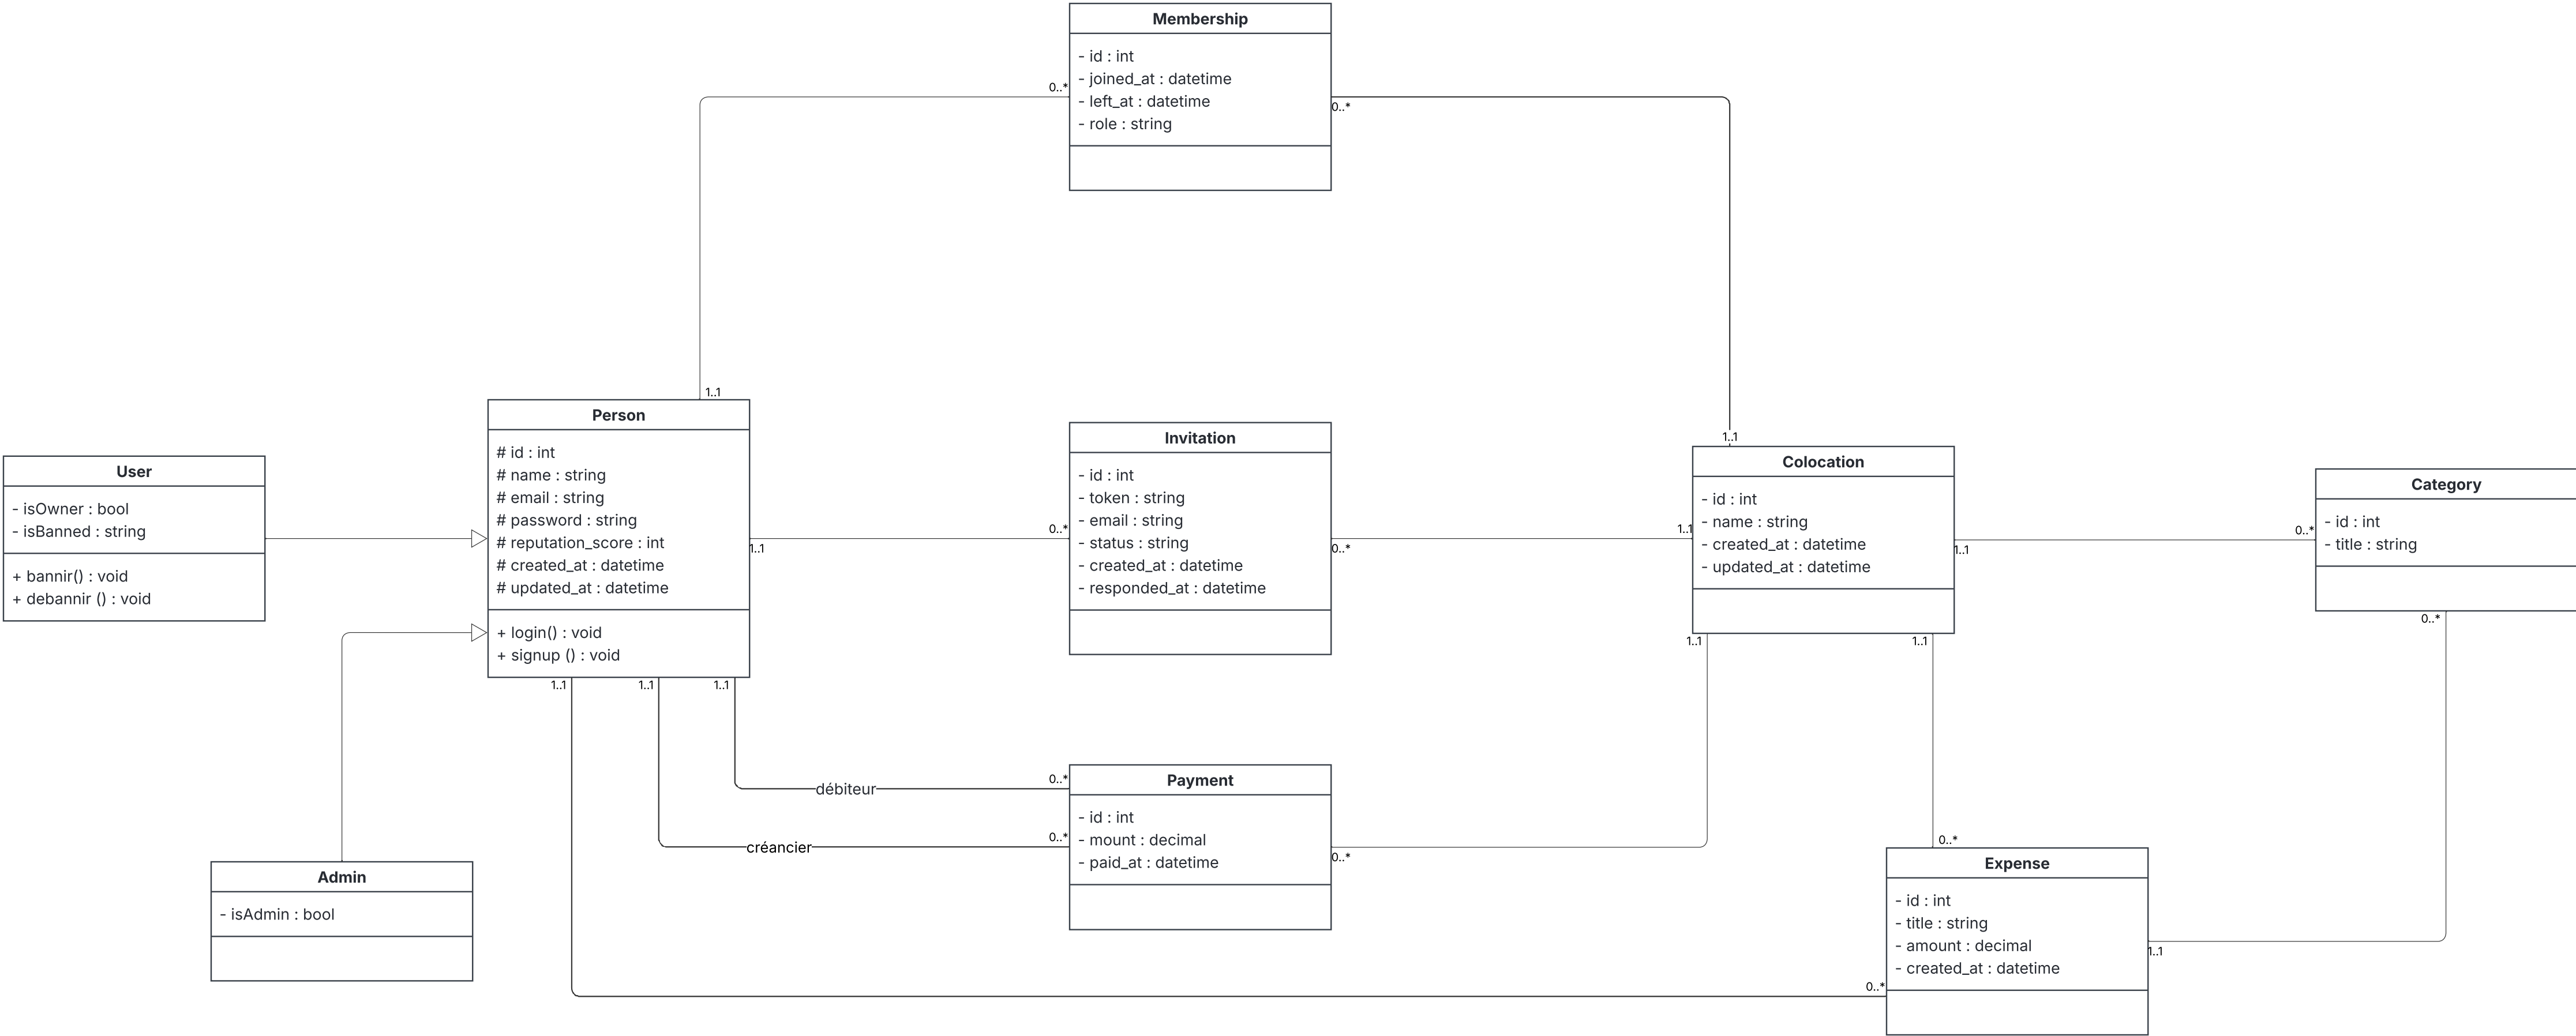 Membership
- id : int
- joined_at : datetime
- left_at : datetime
- role : string
0..*
0..*
1..1
1..1
Person
# id : int
# name : string
# email : string
# password : string
# reputation_score : int
# created_at : datetime
# updated_at : datetime
+ login() : void
+ signup () : void
User
- isOwner : bool
- isBanned : string
+ bannir() : void
+ debannir () : void
Invitation
- id : int
- token : string
- email : string
- status : string
- created_at : datetime
- responded_at : datetime
1..1
0..*
0..*
1..1
Colocation
- id : int
- name : string
- created_at : datetime
- updated_at : datetime
1..1
0..*
Category
- id : int
- title : string
0..*
1..1
1..1
1..1
1..1
1..1
débiteur
0..*
créancier
0..*
Payment
- id : int
- mount : decimal
- paid_at : datetime
0..*
Admin
- isAdmin : bool
0..*
Expense
- id : int
- title : string
- amount : decimal
- created_at : datetime
1..1
0..*